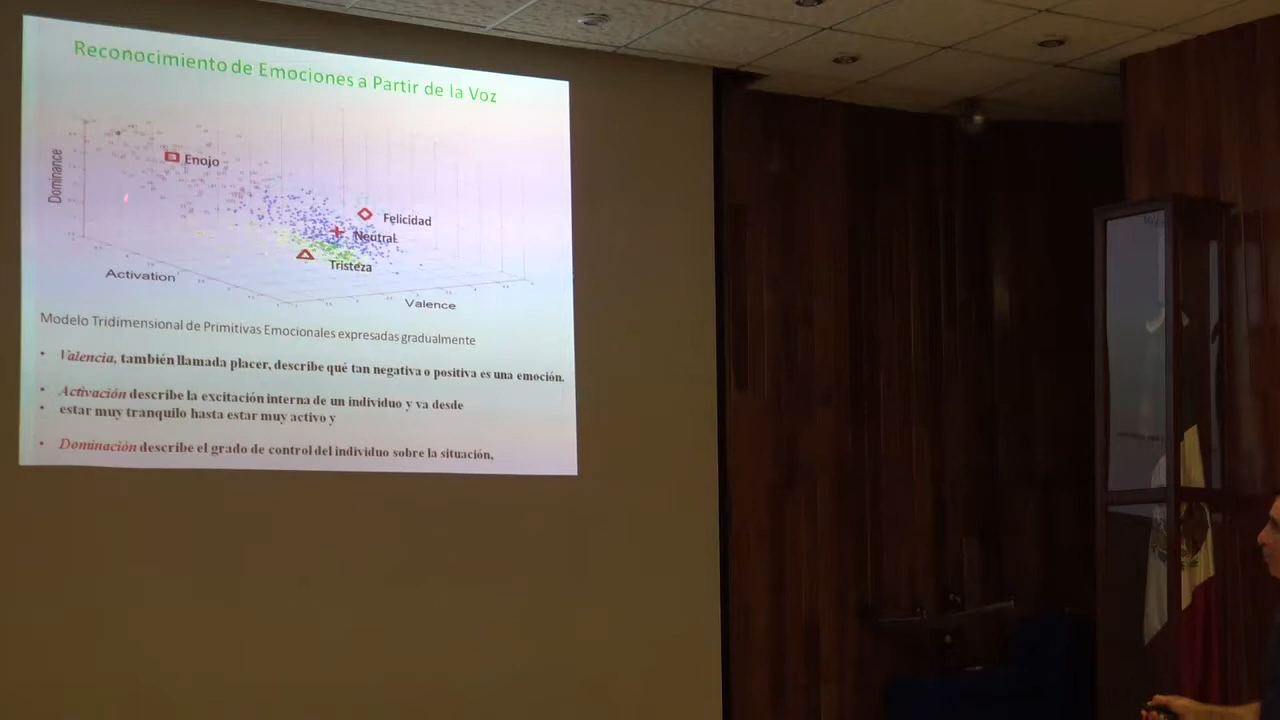 Reconocimiento de Emociones a Partir de la Voz
Enojo
Dominance
Felicidad
Neutral
Tristeza
Activation
Valence
Modelo Tridimensional de Primitivas Emocionales expresadas gradualmente
• Valencia, también llamada placer, describe qué tan negativa o positiva es una emoción.
• Activación describe la excitación interna de un individuo y va desde
• estar muy tranquilo hasta estar muy activo y
• Dominación describe el grado de control del individuo sobre la situación,